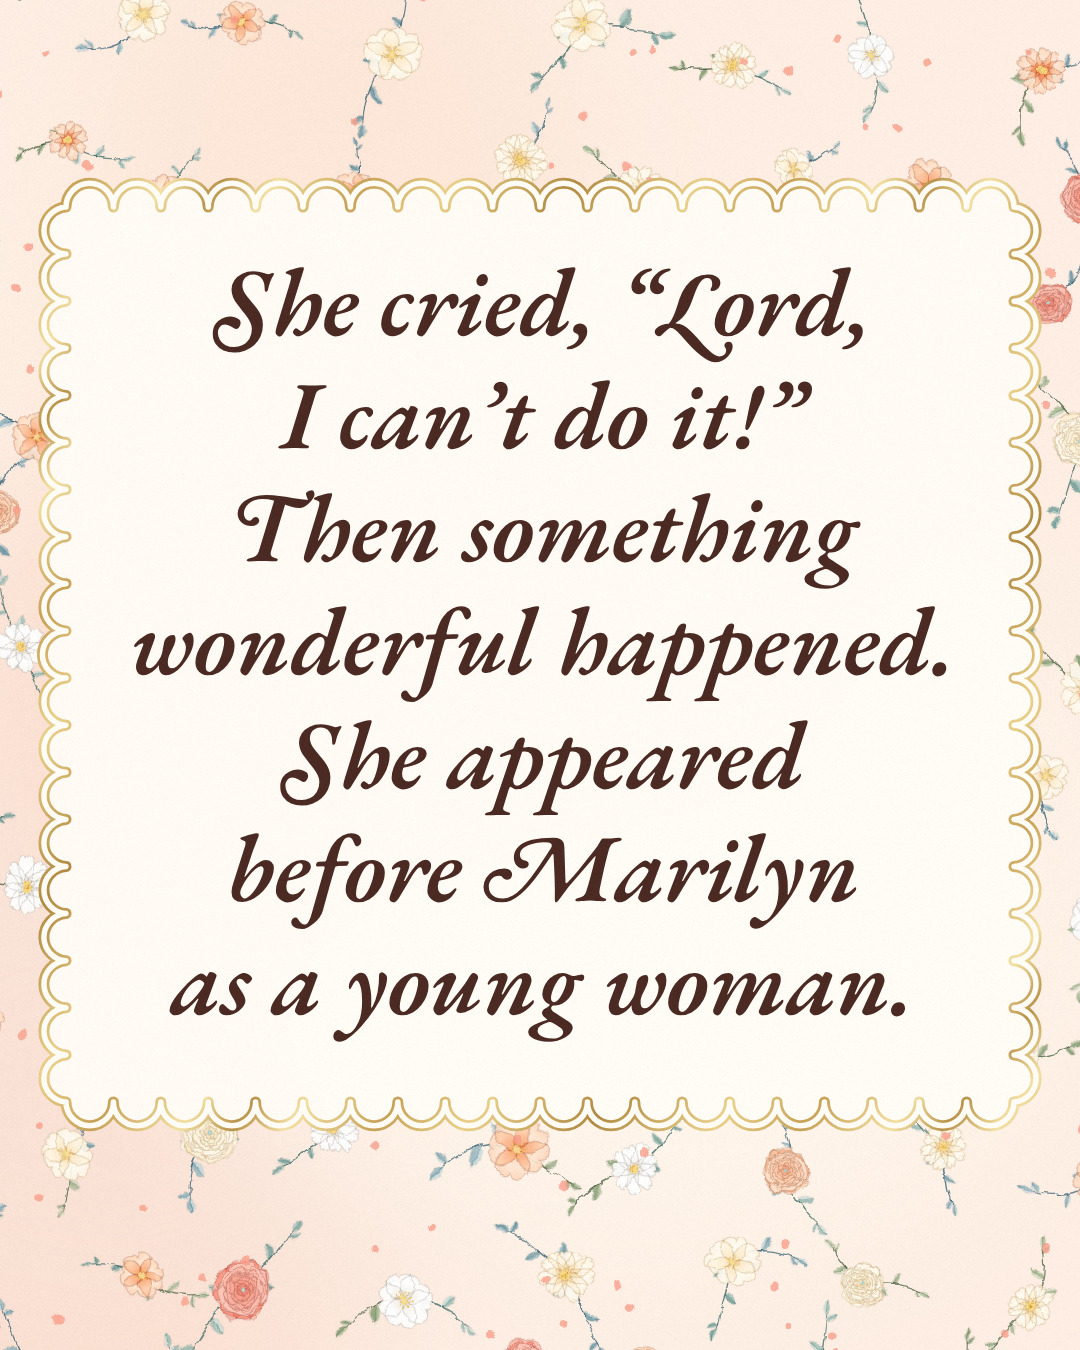 She cried, “Lord,
I can’t do it!”
Then something
wonderful happened.
She appeared
before Marilyn
as a young woman.